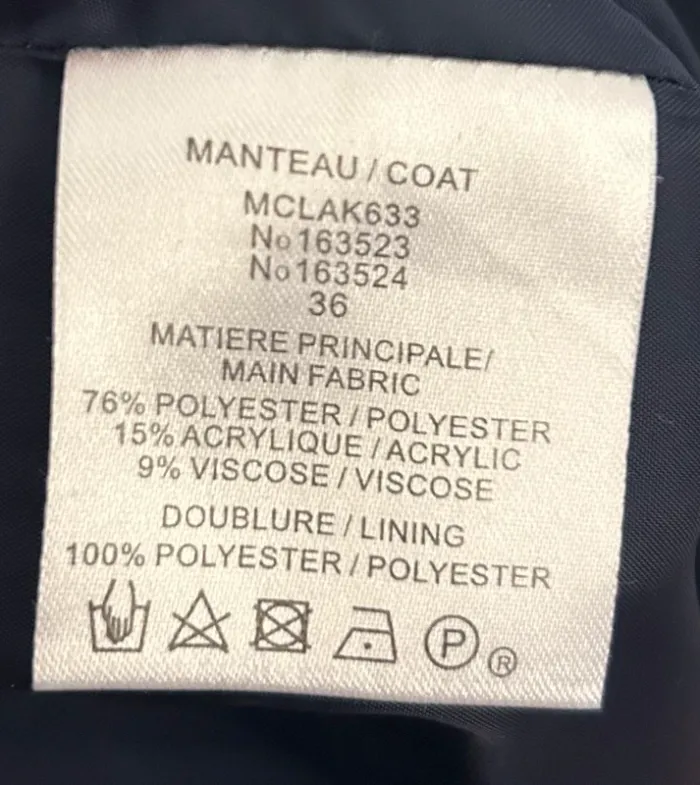 MANTEAU / COAT
MCLAK633
No163523
No163524
36
MATIERE PRINCIPALE/
MAIN FABRIC
76% POLYESTER / POLYESTER
15% ACRYLIQUE / ACRYLIC
9% VISCOSE / VISCOSE
DOUBLURE / LINING
100% POLYESTER / POLYESTER
P ®